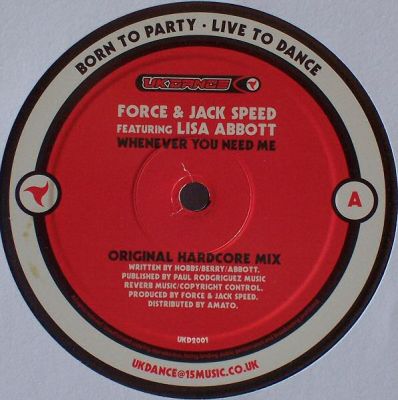 BORN TO PARTY · LIVE TO DANCE
UKDANCE
FORCE & JACK SPEED
FEATURING LISA ABBOTT
WHENEVER YOU NEED ME
A
ORIGINAL HARDCORE MIX
WRITTEN BY HOBBS/BERRY/ABBOTT.
PUBLISHED BY PAUL RODGRIGUEZ MUSIC
REVERB MUSIC/COPYRIGHT CONTROL.
PRODUCED BY FORCE & JACK SPEED.
DISTRIBUTED BY AMATO.
UKD2001
UKDANCE@15MUSIC.CO.UK